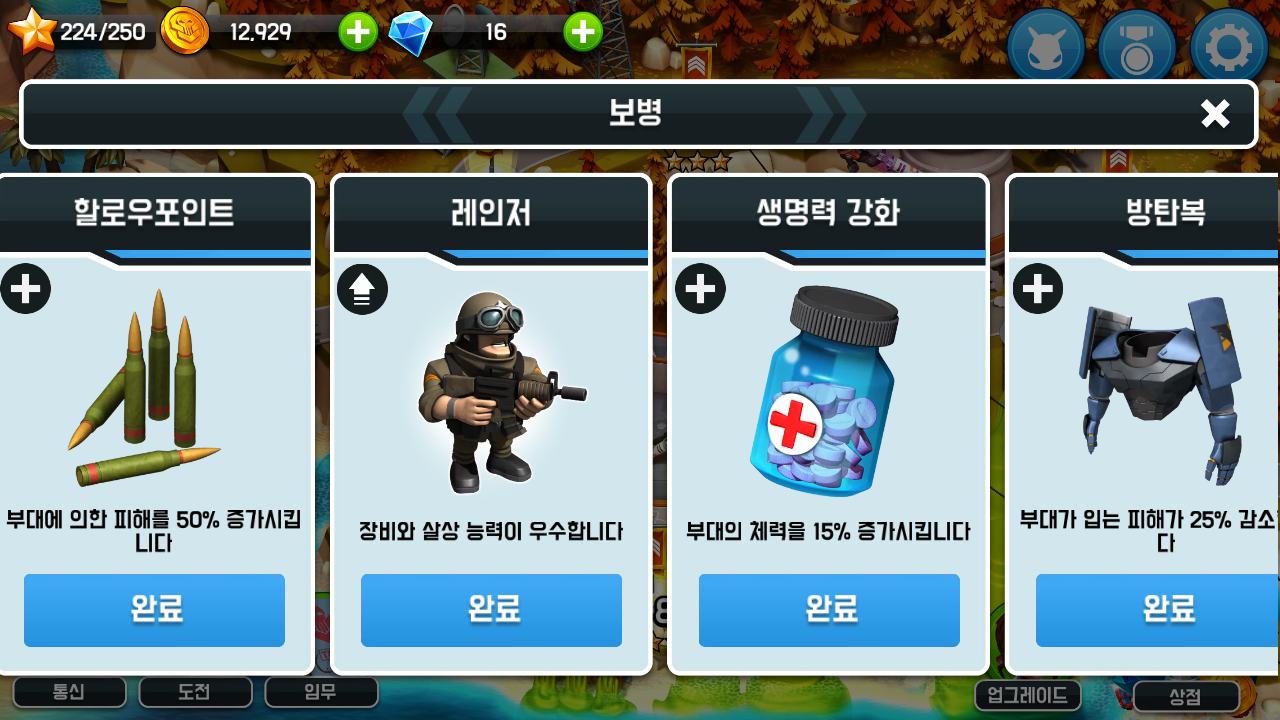 224/250 12,929 16
보병
할로우포인트
레인저
생명력 강화
방탄복
부대에 의한 피해를 50% 증가시킵
니다
장비와 살상 능력이 우수합니다
부대의 체력을 15% 증가시킵니다
부대가 입는 피해가 25% 감소
다
완료
완료
완료
완료
통신 도전 임무 업그레이드 상점